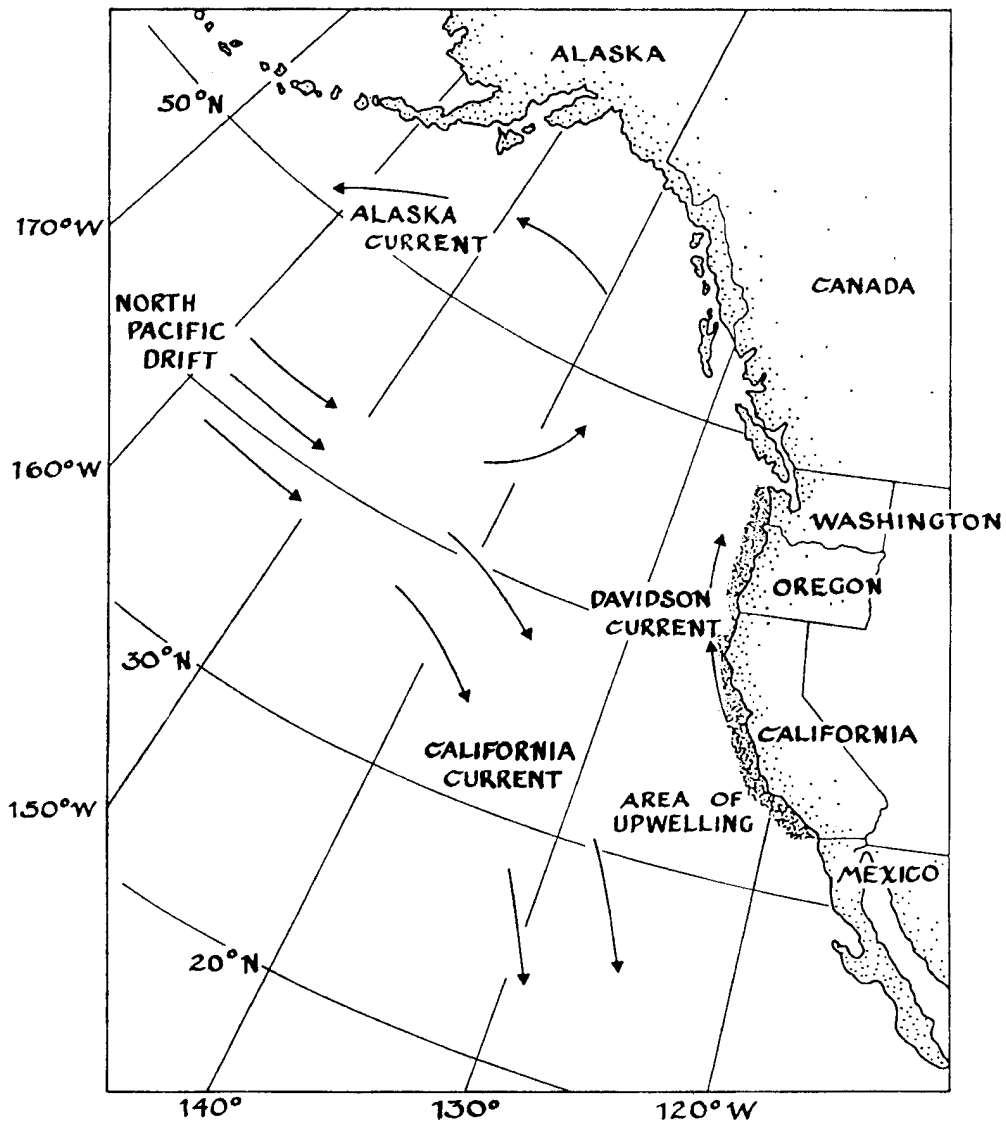 ALASKA
50°N
170°W
ALASKA
CURRENT
CANADA
NORTH
PACIFIC
DRIFT
160°W
WASHINGTON
OREGON
DAVIDSON
CURRENT
30°N
CALIFORNIA
CALIFORNIA
CURRENT
150°W
AREA OF
UPWELLING
MEXICO
20°N
140°
130°
120°W